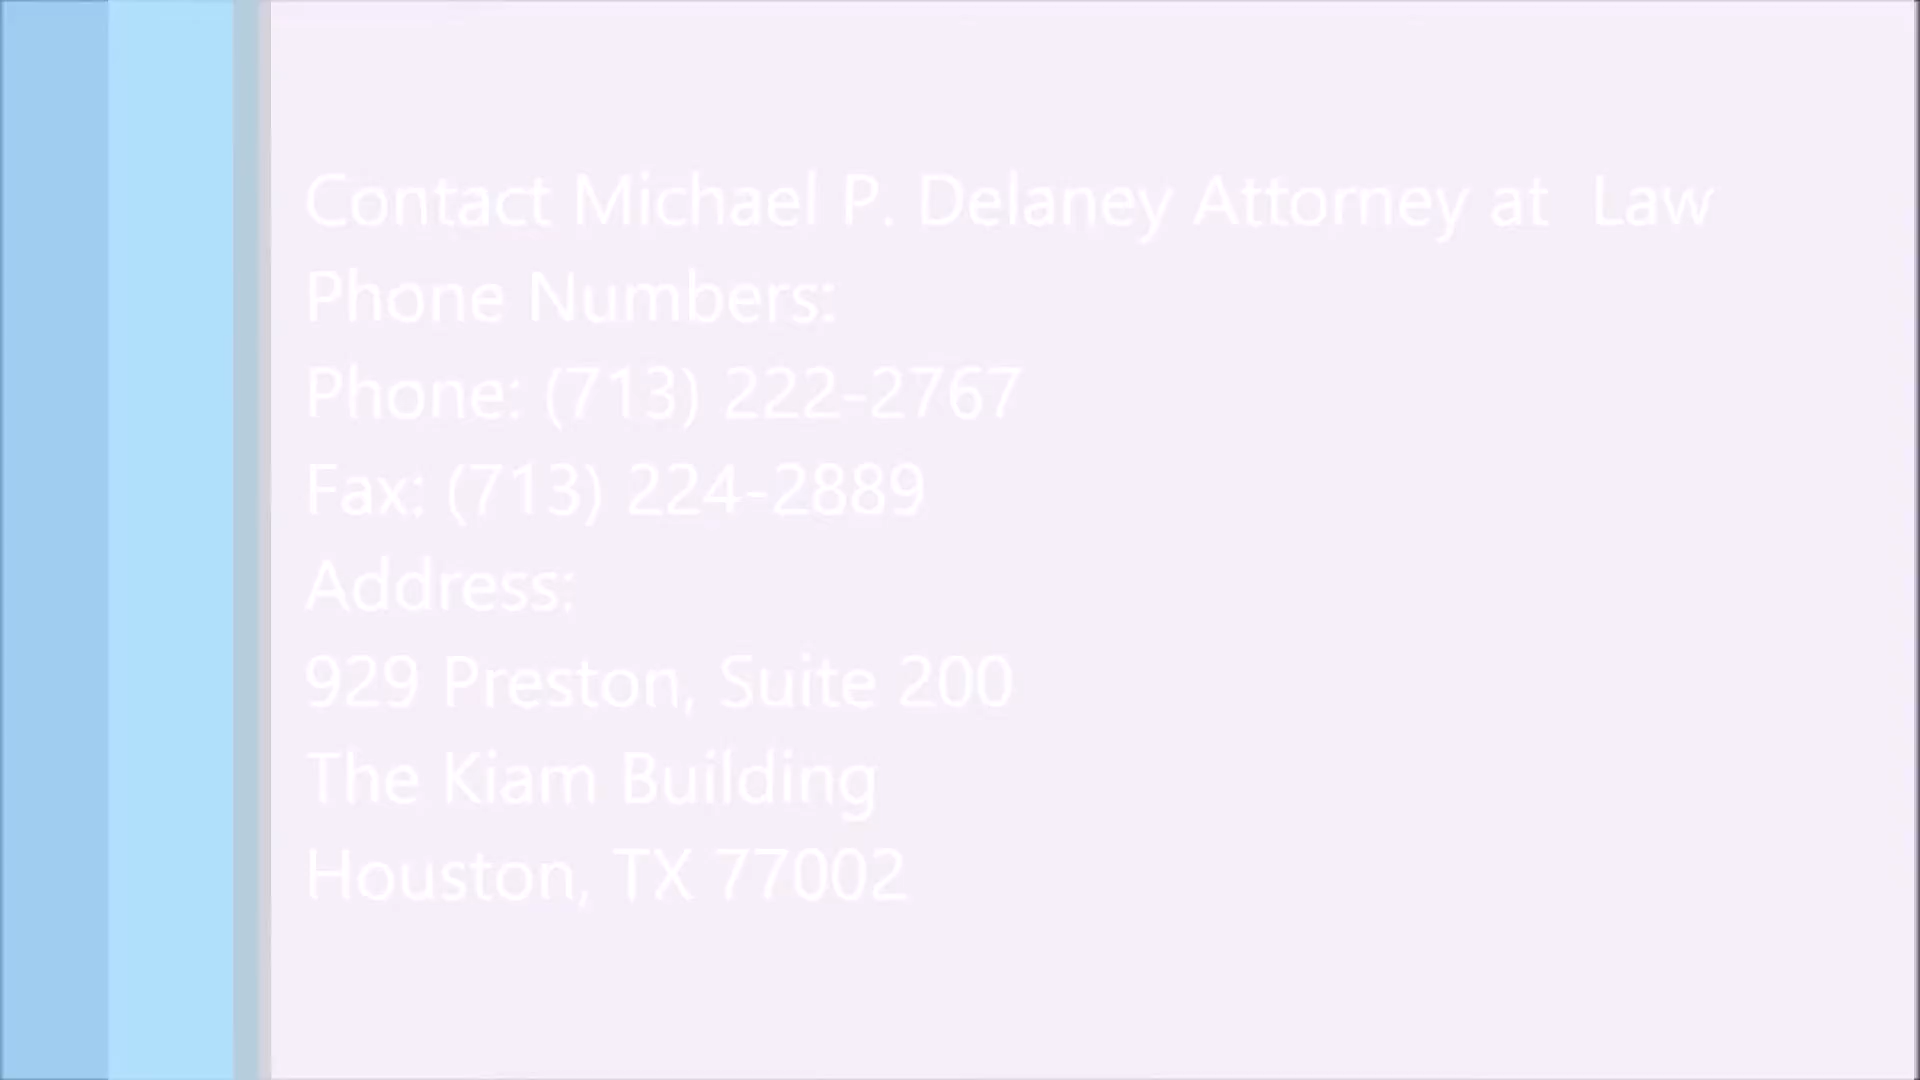 Contact Michael P. Delaney Attorney at  Law
Phone Numbers:
Phone: (713) 222-2767
Fax: (713) 224-2889
Address:
929 Preston, Suite 200
The Kiam Building
Houston, TX 77002